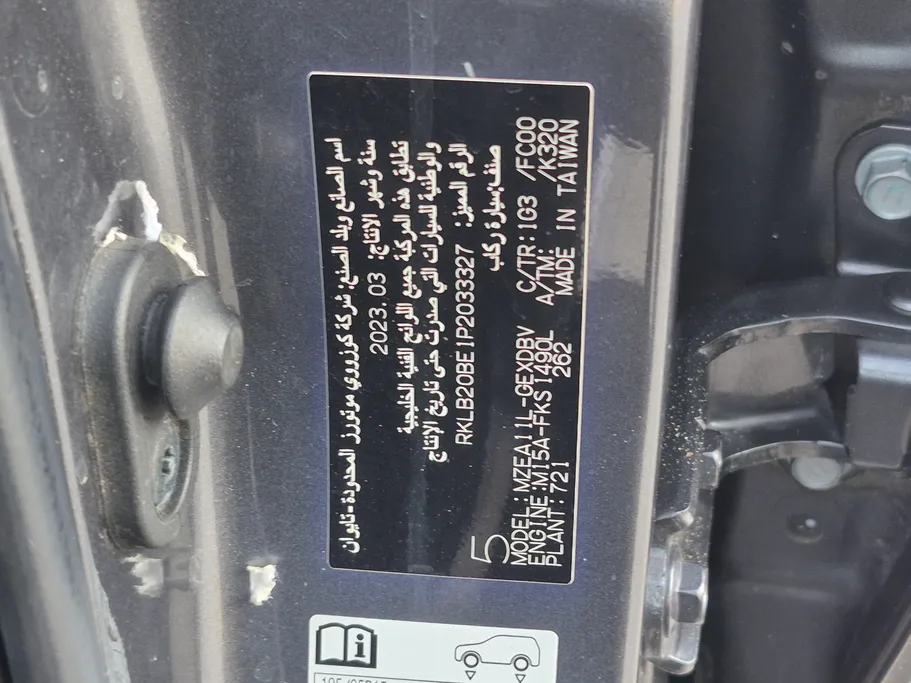 اسم الصانع وبلد الصنع: شركة كوزوي موتورز المحدودة-تايوان
سنة وشهر الانتاج: 2023.03
تطابق هذه المركبة جميع اللوائح الفنية الخليجية
والوطنية للسيارات التي صدرت حتى تاريخ الإنتاج
الرقم المميز: RKLB20BE1P2033327
صنف:سيارة ركاب
5
MODEL:MZEA11L-GEXDBV C/TR:1G3 /FC00
ENGINE:M15A-FKS1490L A/TM: /K320
PLANT:721 262 MADE IN TAIWAN
i